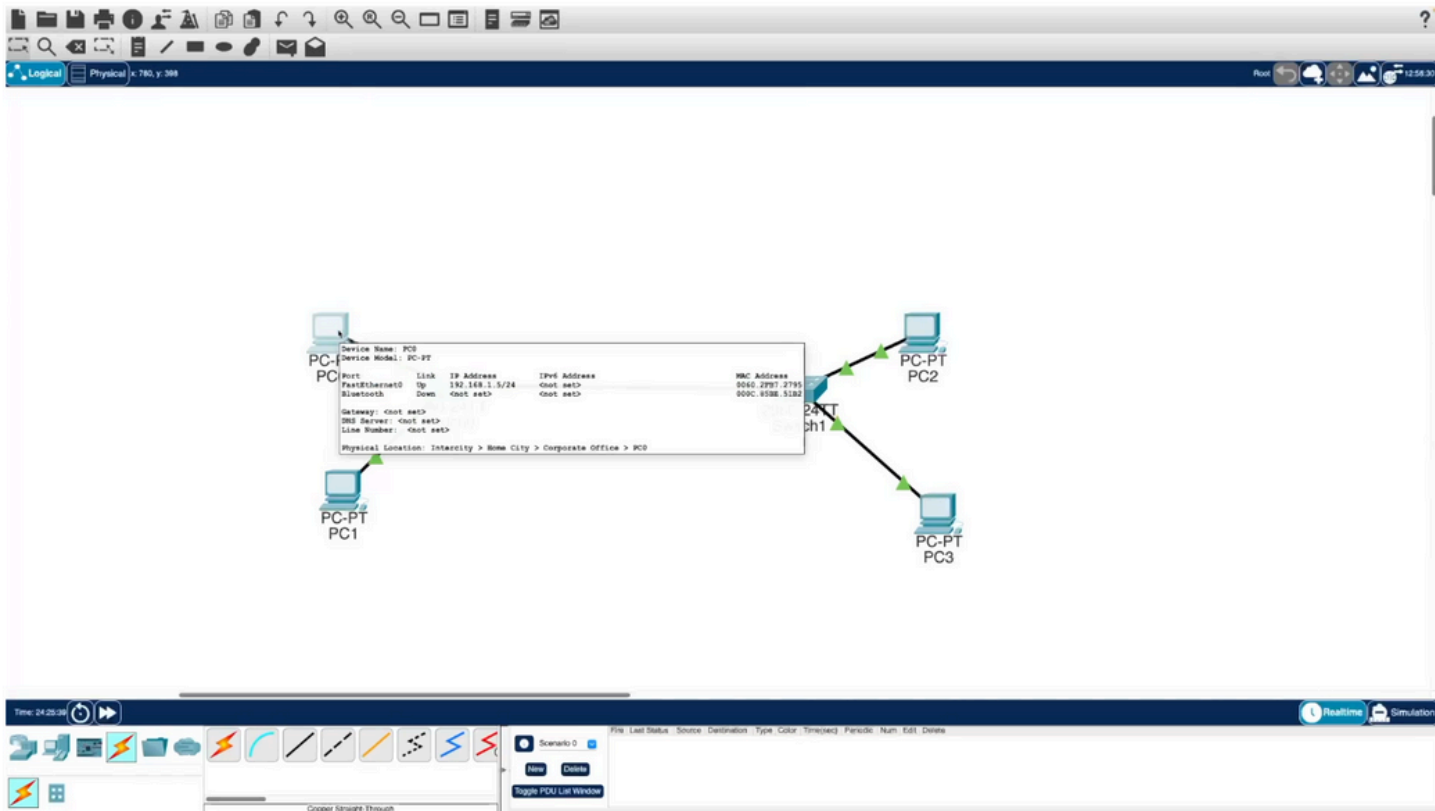 ?
Logical Physical x: 780, y: 398
Root 12:58:30
PC-PT
PC2
Device Name: PC0
Device Model: PC-PT
Port Link IP Address IPv6 Address MAC Address
FastEthernet0 Up 192.168.1.5/24 <not set> 0060.2FB7.2795
Bluetooth Down <not set> <not set> 000C.85BE.51B2
Gateway: <not set>
DNS Server: <not set>
Line Number: <not set>
Physical Location: Intercity > Home City > Corporate Office > PC0
PC-PT
PC1
PC-PT
PC3
Time: 24:25:39
Realtime Simulation
Scenario 0
New Delete
Toggle PDU List Window
Fire Last Status Source Destination Type Color Time(sec) Periodic Num Edit Delete
Copper Straight-Through